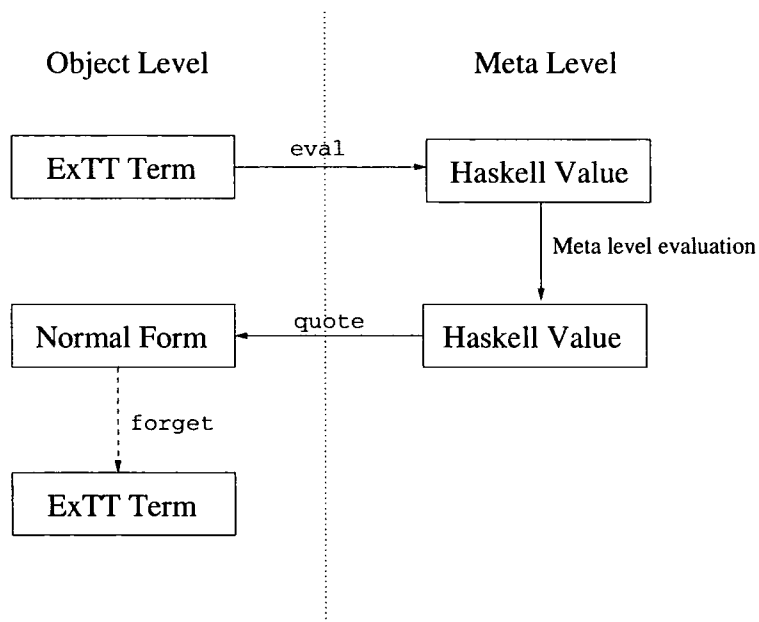 Object Level
Meta Level
ExTT Term
eval
Haskell Value
Meta level evaluation
Normal Form
quote
Haskell Value
forget
ExTT Term